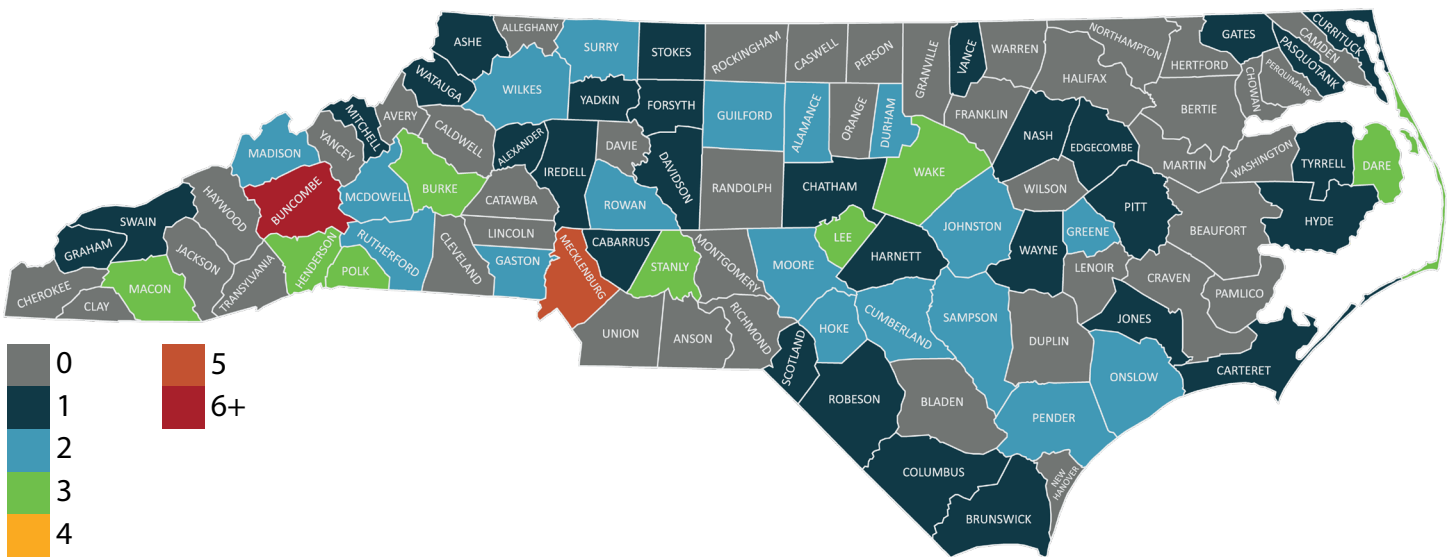 ASHE
ALLEGHANY
SURRY
STOKES
ROCKINGHAM
CASWELL
PERSON
GRANVILLE
VANCE
WARREN
NORTHAMPTON
HERTFORD
GATES
PASQUOTANK
CAMDEN
CURRITUCK
WATAUGA
WILKES
YADKIN
FORSYTH
GUILFORD
ALAMANCE
ORANGE
DURHAM
FRANKLIN
HALIFAX
BERTIE
CHOWAN
PERQUIMANS
MITCHELL
AVERY
CALDWELL
ALEXANDER
IREDELL
DAVIE
DAVIDSON
RANDOLPH
CHATHAM
WAKE
NASH
EDGECOMBE
MARTIN
WASHINGTON
TYRRELL
DARE
MADISON
YANCEY
MCDOWELL
BURKE
CATAWBA
ROWAN
WILSON
PITT
BEAUFORT
HYDE
SWAIN
HAYWOOD
BUNCOMBE
RUTHERFORD
CLEVELAND
LINCOLN
GASTON
MECKLENBURG
CABARRUS
STANLY
MONTGOMERY
MOORE
LEE
HARNETT
JOHNSTON
WAYNE
GREENE
LENOIR
CRAVEN
PAMLICO
GRAHAM
JACKSON
TRANSYLVANIA
HENDERSON
POLK
CHEROKEE
CLAY
MACON
UNION
ANSON
RICHMOND
SCOTLAND
HOKE
CUMBERLAND
SAMPSON
DUPLIN
JONES
ONSLOW
CARTERET
ROBESON
BLADEN
PENDER
COLUMBUS
BRUNSWICK
NEW
HANOVER
0
1
2
3
4
5
6+